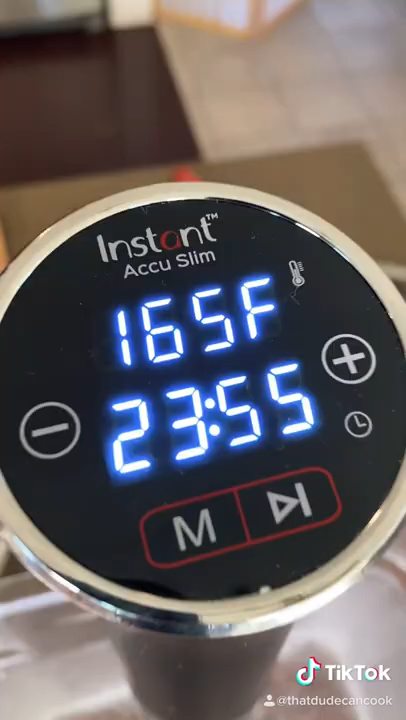 Instant™
Accu Slim
165F
23:55
M
TikTok
@thatdudecancook